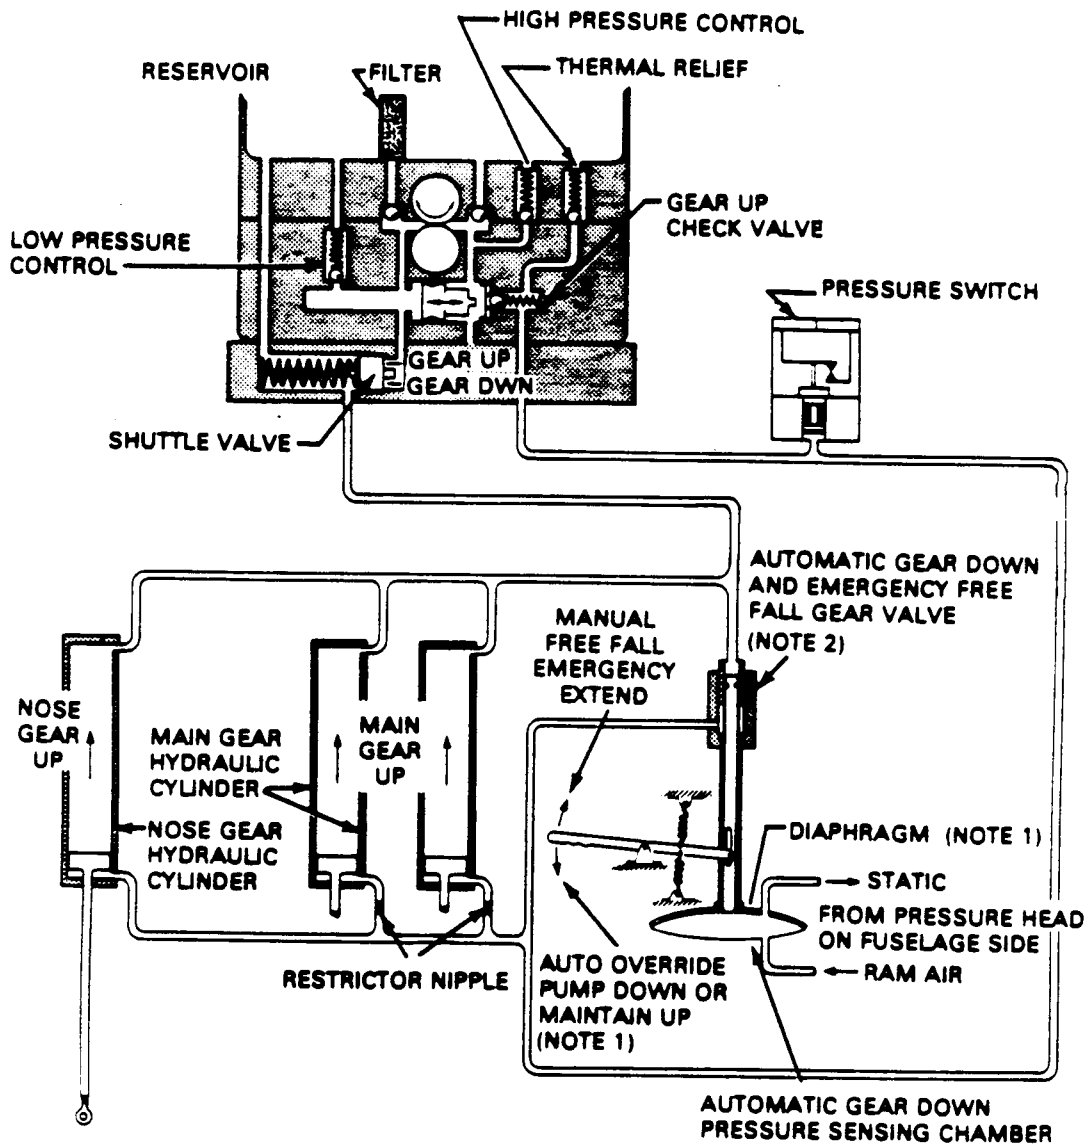 HIGH PRESSURE CONTROL
RESERVOIR
FILTER
THERMAL RELIEF
GEAR UP
CHECK VALVE
LOW PRESSURE
CONTROL
PRESSURE SWITCH
GEAR UP
GEAR DWN
SHUTTLE VALVE
AUTOMATIC GEAR DOWN
AND EMERGENCY FREE
FALL GEAR VALVE
(NOTE 2)
MANUAL
FREE FALL
EMERGENCY
EXTEND
NOSE
GEAR
UP
MAIN GEAR
HYDRAULIC
CYLINDER
MAIN
GEAR
UP
NOSE GEAR
HYDRAULIC
CYLINDER
DIAPHRAGM (NOTE 1)
STATIC
FROM PRESSURE HEAD
ON FUSELAGE SIDE
RAM AIR
RESTRICTOR NIPPLE
AUTO OVERRIDE
PUMP DOWN OR
MAINTAIN UP
(NOTE 1)
AUTOMATIC GEAR DOWN
PRESSURE SENSING CHAMBER